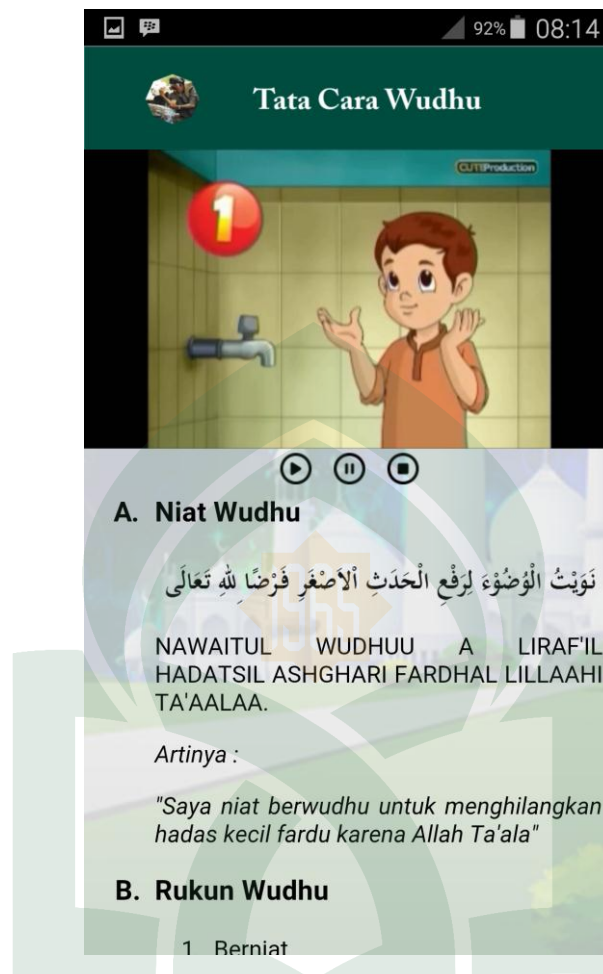 92% 08:14
Tata Cara Wudhu
CUTIProduction
1
A. Niat Wudhu
نَوَيْتُ الْوُضُوْءَ لِرَفْعِ الْحَدَثِ اْلاَصْغَرِ فَرْضًا ِللهِ تَعَالَى
NAWAITUL WUDHUU A LIRAF'IL
HADATSIL ASHGHARI FARDHAL LILLAAHI
TA'AALAA.
Artinya :
"Saya niat berwudhu untuk menghilangkan
hadas kecil fardu karena Allah Ta'ala"
B. Rukun Wudhu
1. Berniat
1965